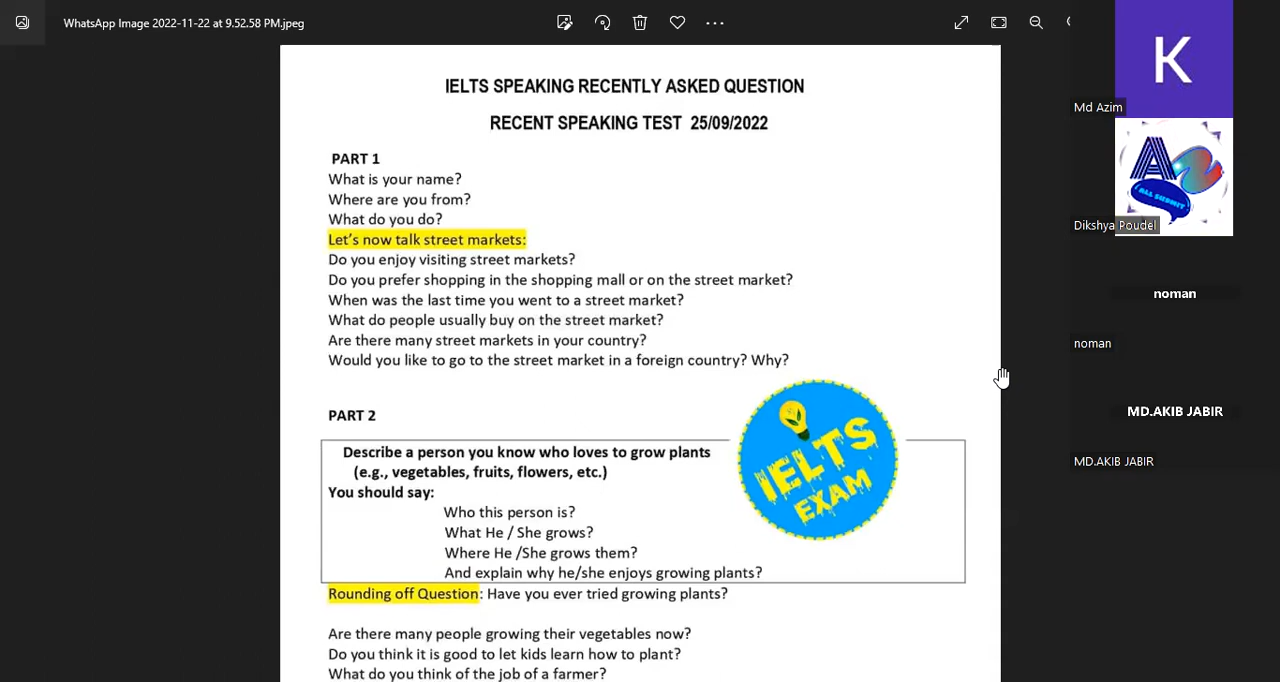 WhatsApp Image 2022-11-22 at 9.52.58 PM.jpeg
IELTS SPEAKING RECENTLY ASKED QUESTION
RECENT SPEAKING TEST 25/09/2022
PART 1
What is your name?
Where are you from?
What do you do?
Let's now talk street markets:
Do you enjoy visiting street markets?
Do you prefer shopping in the shopping mall or on the street market?
When was the last time you went to a street market?
What do people usually buy on the street market?
Are there many street markets in your country?
Would you like to go to the street market in a foreign country? Why?
PART 2
Describe a person you know who loves to grow plants
(e.g., vegetables, fruits, flowers, etc.)
You should say:
Who this person is?
What He / She grows?
Where He /She grows them?
And explain why he/she enjoys growing plants?
IELTS
EXAM
Rounding off Question: Have you ever tried growing plants?
Are there many people growing their vegetables now?
Do you think it is good to let kids learn how to plant?
What do you think of the job of a farmer?
K
Md Azim
A2
ALL SUBMIT
Dikshya Poudel
noman
noman
MD.AKIB JABIR
MD.AKIB JABIR